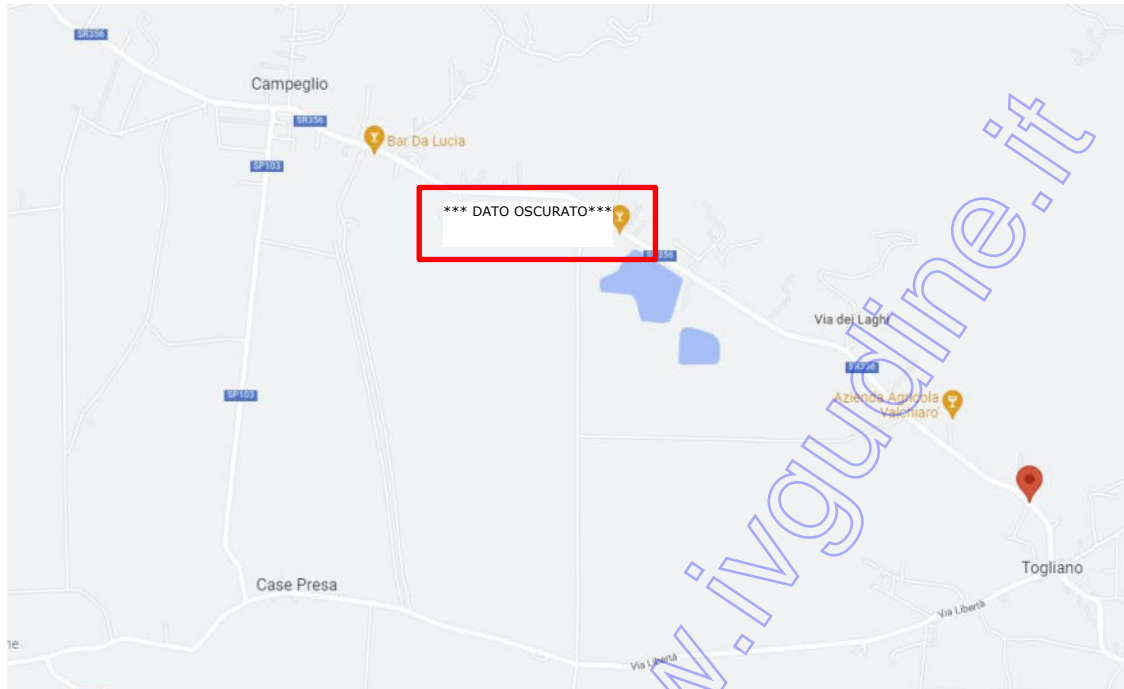 SR356
Campeglio
SR356
Bar Da Lucia
SP103
*** DATO OSCURATO***
SR356
Via dei Laghi
SR356
SP103
Azienda Agricola
Valchiaro'
Togliano
Case Presa
Via Libertà
Via Libertà
ne
www.ivgudine.it